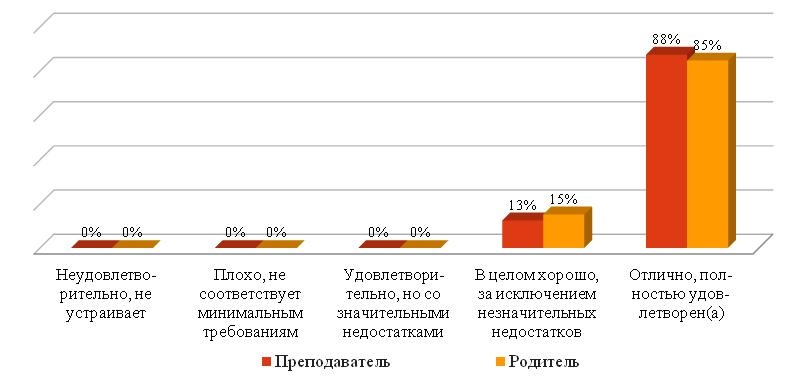 88%
85%
13%
15%
0%
0%
0%
0%
0%
0%
Неудовлетво-
рительно, не
устраивает
Плохо, не
соответствует
минимальным
требованиям
Удовлетвори-
тельно, но со
значительными
недостатками
В целом хорошо,
за исключением
незначительных
недостатков
Отлично, пол-
ностью удов-
летворен(а)
Преподаватель
Родитель